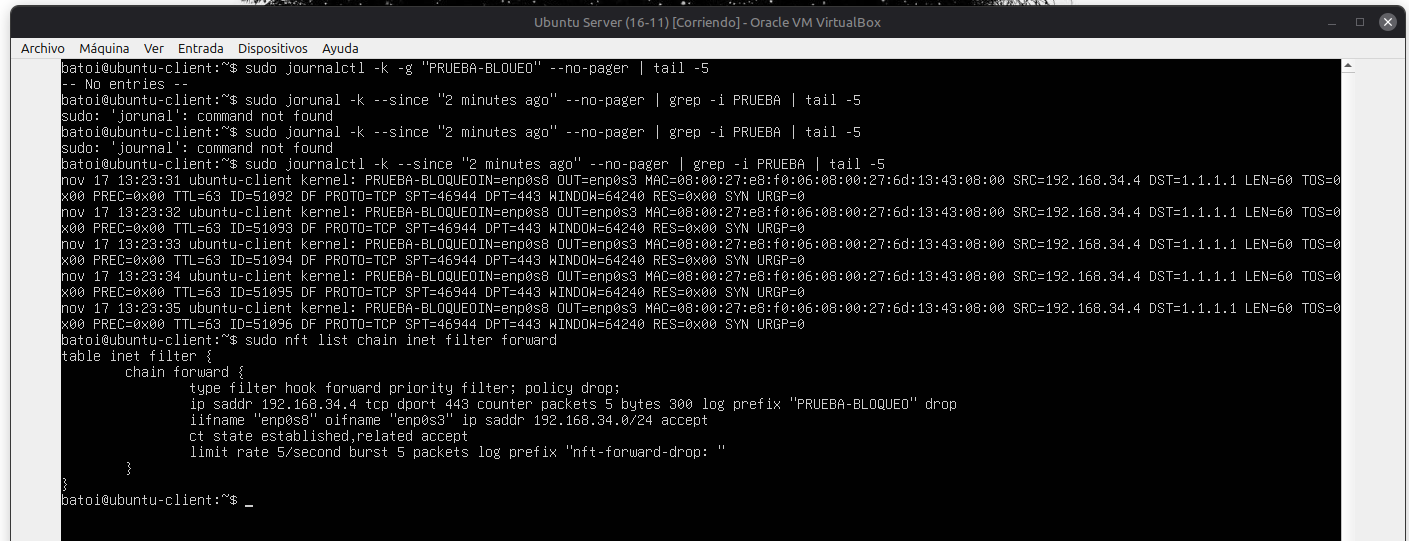 Ubuntu Server (16-11) [Corriendo] - Oracle VM VirtualBox
Archivo Máquina Ver Entrada Dispositivos Ayuda
batoi@ubuntu-client:~$ sudo journalctl -k -g "PRUEBA-BLOUEO" --no-pager | tail -5
-- No entries --
batoi@ubuntu-client:~$ sudo jorunal -k --since "2 minutes ago" --no-pager | grep -i PRUEBA | tail -5
sudo: 'jorunal': command not found
batoi@ubuntu-client:~$ sudo journal -k --since "2 minutes ago" --no-pager | grep -i PRUEBA | tail -5
sudo: 'journal': command not found
batoi@ubuntu-client:~$ sudo journalctl -k --since "2 minutes ago" --no-pager | grep -i PRUEBA | tail -5
nov 17 13:23:31 ubuntu-client kernel: PRUEBA-BLOQUEOIN=enp0s8 OUT=enp0s3 MAC=08:00:27:e8:f0:06:08:00:27:6d:13:43:08:00 SRC=192.168.34.4 DST=1.1.1.1 LEN=60 TOS=0
x00 PREC=0x00 TTL=63 ID=51092 DF PROTO=TCP SPT=46944 DPT=443 WINDOW=64240 RES=0x00 SYN URGP=0
nov 17 13:23:32 ubuntu-client kernel: PRUEBA-BLOQUEOIN=enp0s8 OUT=enp0s3 MAC=08:00:27:e8:f0:06:08:00:27:6d:13:43:08:00 SRC=192.168.34.4 DST=1.1.1.1 LEN=60 TOS=0
x00 PREC=0x00 TTL=63 ID=51093 DF PROTO=TCP SPT=46944 DPT=443 WINDOW=64240 RES=0x00 SYN URGP=0
nov 17 13:23:33 ubuntu-client kernel: PRUEBA-BLOQUEOIN=enp0s8 OUT=enp0s3 MAC=08:00:27:e8:f0:06:08:00:27:6d:13:43:08:00 SRC=192.168.34.4 DST=1.1.1.1 LEN=60 TOS=0
x00 PREC=0x00 TTL=63 ID=51094 DF PROTO=TCP SPT=46944 DPT=443 WINDOW=64240 RES=0x00 SYN URGP=0
nov 17 13:23:34 ubuntu-client kernel: PRUEBA-BLOQUEOIN=enp0s8 OUT=enp0s3 MAC=08:00:27:e8:f0:06:08:00:27:6d:13:43:08:00 SRC=192.168.34.4 DST=1.1.1.1 LEN=60 TOS=0
x00 PREC=0x00 TTL=63 ID=51095 DF PROTO=TCP SPT=46944 DPT=443 WINDOW=64240 RES=0x00 SYN URGP=0
nov 17 13:23:35 ubuntu-client kernel: PRUEBA-BLOQUEOIN=enp0s8 OUT=enp0s3 MAC=08:00:27:e8:f0:06:08:00:27:6d:13:43:08:00 SRC=192.168.34.4 DST=1.1.1.1 LEN=60 TOS=0
x00 PREC=0x00 TTL=63 ID=51096 DF PROTO=TCP SPT=46944 DPT=443 WINDOW=64240 RES=0x00 SYN URGP=0
batoi@ubuntu-client:~$ sudo nft list chain inet filter forward
table inet filter {
chain forward {
type filter hook forward priority filter; policy drop;
ip saddr 192.168.34.4 tcp dport 443 counter packets 5 bytes 300 log prefix "PRUEBA-BLOQUEO" drop
iifname "enp0s8" oifname "enp0s3" ip saddr 192.168.34.0/24 accept
ct state established,related accept
limit rate 5/second burst 5 packets log prefix "nft-forward-drop: "
}
}
batoi@ubuntu-client:~$ _